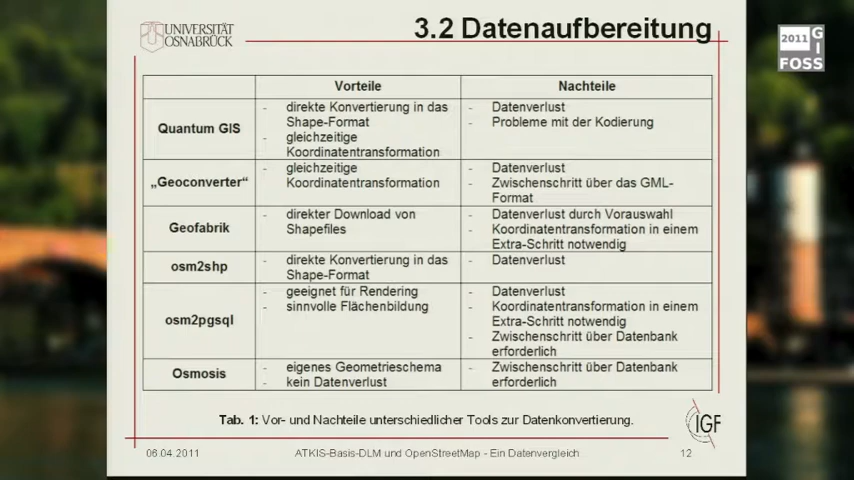 UNIVERSITÄT
OSNABRÜCK
3.2 Datenaufbereitung
2011
GI
FOSS
Vorteile
Nachteile
Quantum GIS
- direkte Konvertierung in das
Shape-Format
- gleichzeitige
Koordinatentransformation
- Datenverlust
- Probleme mit der Kodierung
„Geoconverter“
- gleichzeitige
Koordinatentransformation
- Datenverlust
- Zwischenschritt über das GML-
Format
Geofabrik
- direkter Download von
Shapefiles
- Datenverlust durch Vorauswahl
- Koordinatentransformation in einem
Extra-Schritt notwendig
osm2shp
- direkte Konvertierung in das
Shape-Format
- Datenverlust
osm2pgsql
- geeignet für Rendering
- sinnvolle Flächenbildung
- Datenverlust
- Koordinatentransformation in einem
Extra-Schritt notwendig
- Zwischenschritt über Datenbank
erforderlich
Osmosis
- eigenes Geometrieschema
- kein Datenverlust
- Zwischenschritt über Datenbank
erforderlich
Tab. 1: Vor- und Nachteile unterschiedlicher Tools zur Datenkonvertierung.
IGF
06.04.2011
ATKIS-Basis-DLM und OpenStreetMap - Ein Datenvergleich
12